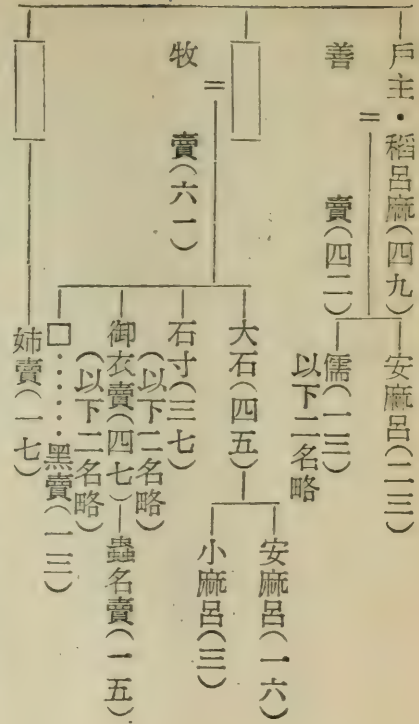 戶主・稻呂麻(四九)
善賣(四二)
安麻呂(二三)
儒(一三)
以下二名略
牧賣(六一)
大石(四五)
安麻呂(一六)
小麻呂(三)
石寸(三七)
(以下二名略)
御衣賣(四七)
蟲名賣(一五)
(以下二名略)
□……黑賣(一三)
姉賣(一七)